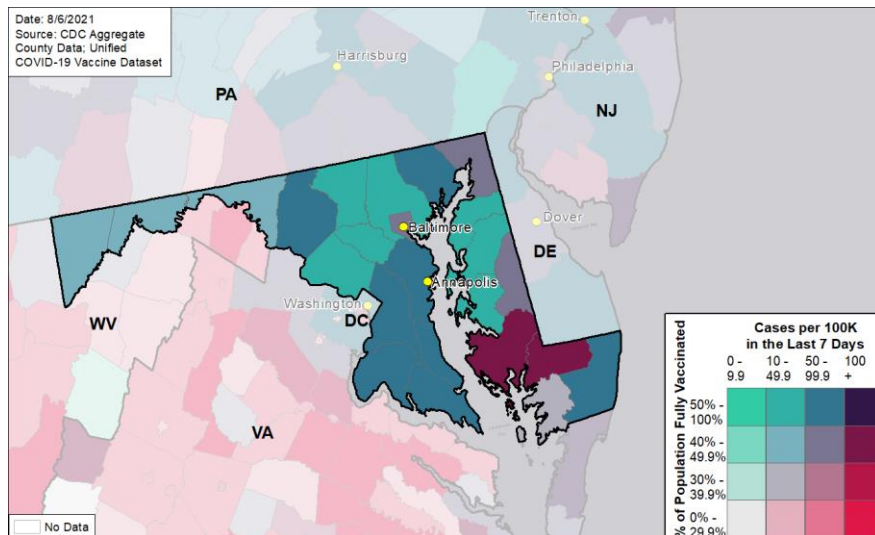 Date: 8/6/2021
Source: CDC Aggregate
County Data; Unified
COVID-19 Vaccine Dataset
Trenton
Harrisburg
Philadelphia
PA
NJ
Baltimore
Dover
DE
Annapolis
Washington
DC
WV
VA
No Data
Cases per 100K
in the Last 7 Days
0 -
9.9
10 -
49.9
50 -
99.9
100
+
% of Population Fully Vaccinated
50% -
100%
40% -
49.9%
30% -
39.9%
0% -
29.9%